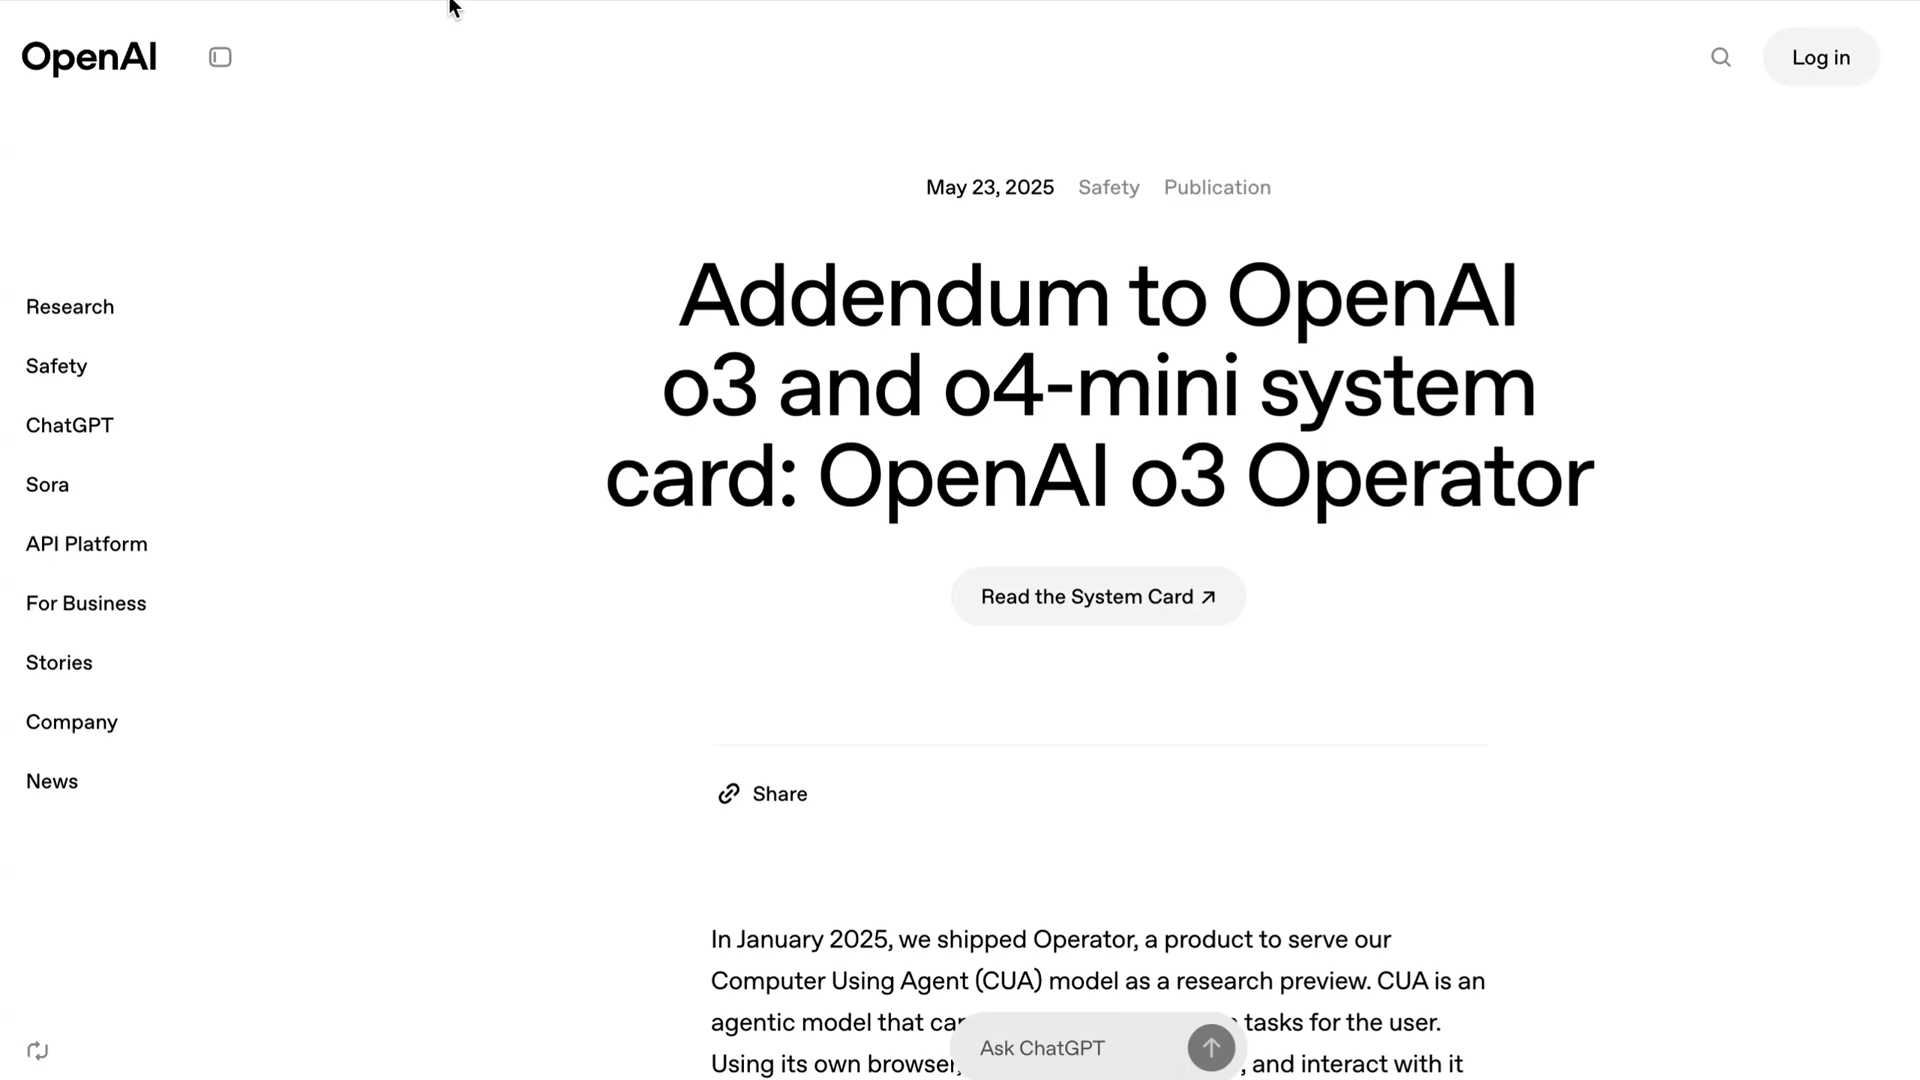 OpenAI
Log in
May 23, 2025 Safety Publication
Addendum to OpenAI
o3 and o4-mini system
card: OpenAI o3 Operator
Read the System Card ↗
Research
Safety
ChatGPT
Sora
API Platform
For Business
Stories
Company
News
Share
In January 2025, we shipped Operator, a product to serve our
Computer Using Agent (CUA) model as a research preview. CUA is an
agentic model that tasks for the user.
Using its own browser, and interact with it
Ask ChatGPT